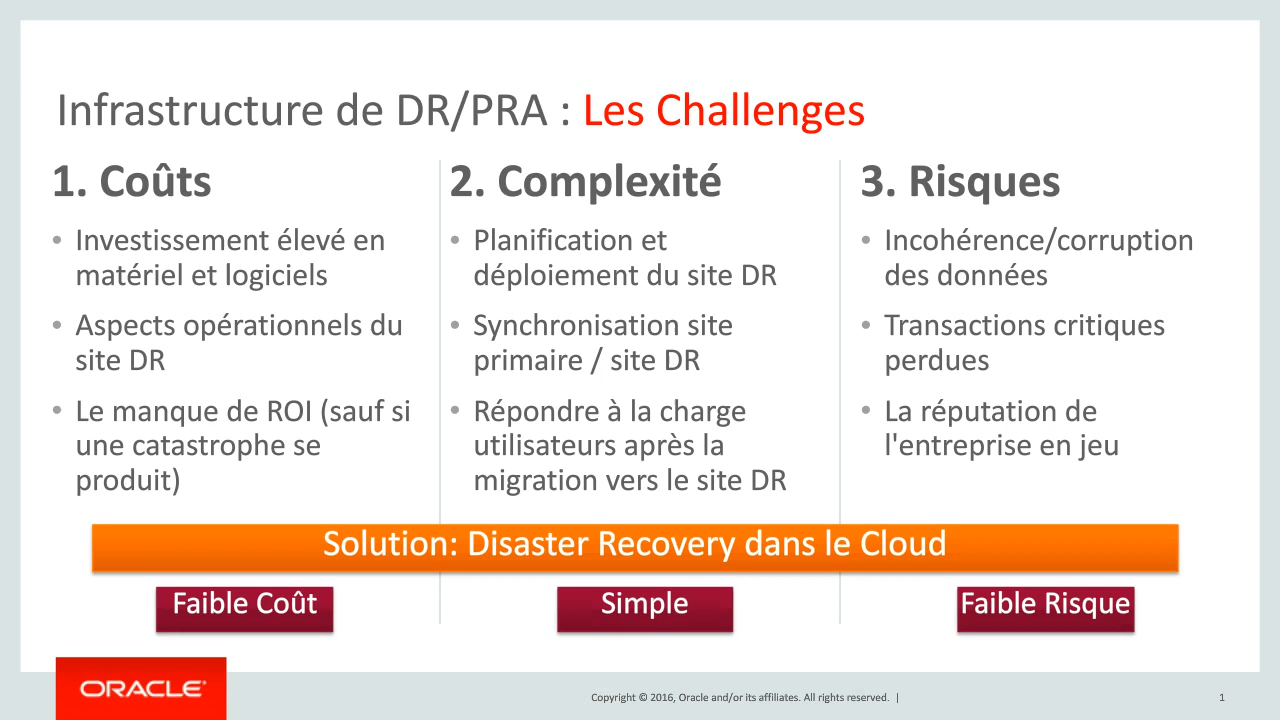 Infrastructure de DR/PRA : Les Challenges
1. Coûts
• Investissement élevé en
matériel et logiciels
• Aspects opérationnels du
site DR
• Le manque de ROI (sauf si
une catastrophe se
produit)
2. Complexité
• Planification et
déploiement du site DR
• Synchronisation site
primaire / site DR
• Répondre à la charge
utilisateurs après la
migration vers le site DR
3. Risques
• Incohérence/corruption
des données
• Transactions critiques
perdues
• La réputation de
l'entreprise en jeu
Solution: Disaster Recovery dans le Cloud
Faible Coût
Simple
Faible Risque
ORACLE
Copyright © 2016, Oracle and/or its affiliates. All rights reserved. |
1